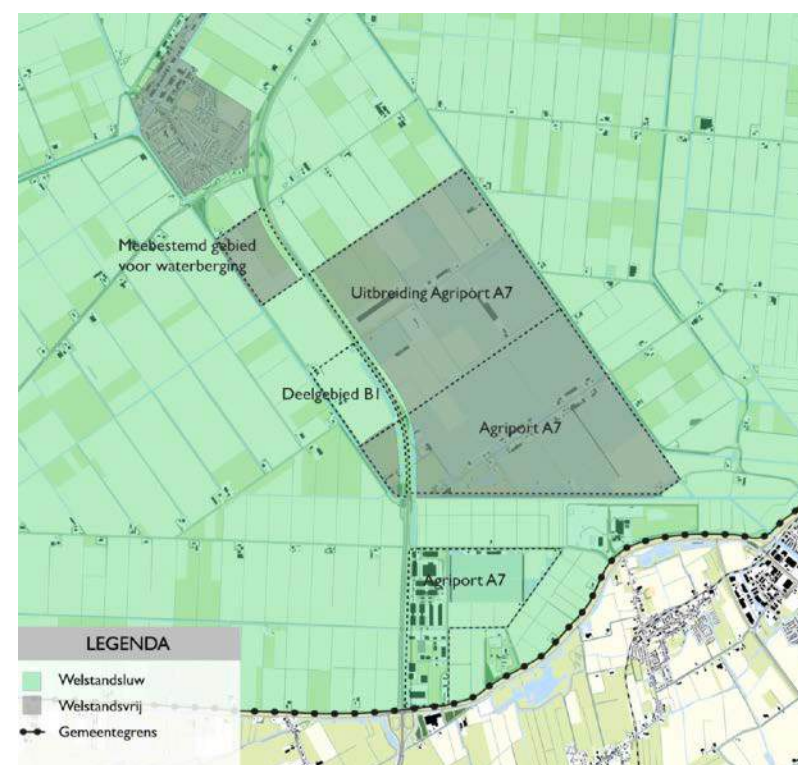 Meebestemd gebied
voor waterberging
Uitbreiding Agriport A7
Deelgebied B1
Agriport A7
Agriport A7
LEGENDA
Welstandsluw
Welstandsvrij
Gemeentegrens